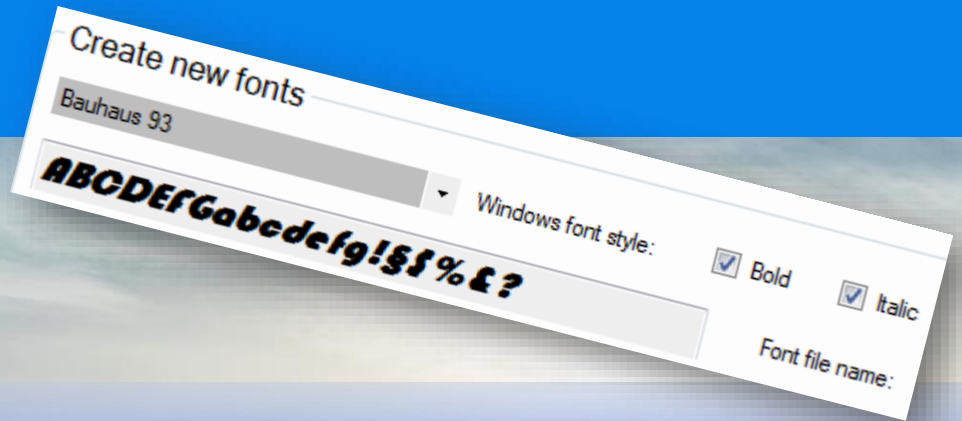 Create new fonts
Bauhaus 93
Windows font style:
Bold
Italic
ABCDEFGabcdefg!§$%£?
Font file name: